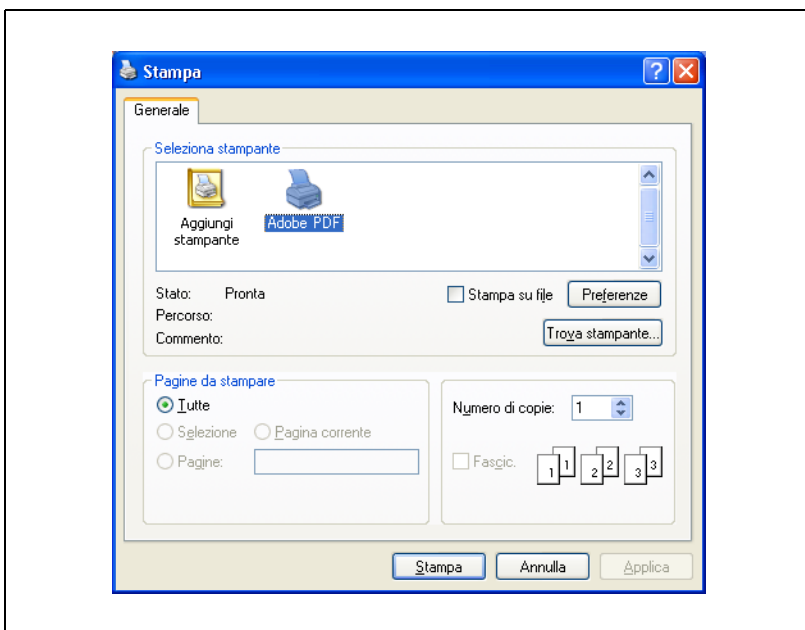 Stampa
Generale
Seleziona stampante
Aggiungi
stampante
Adobe PDF
Stato: Pronta
Percorso:
Commento:
Stampa su file
Preferenze
Trova stampante...
Pagine da stampare
Tutte
Selezione Pagina corrente
Pagine:
Numero di copie: 1
Fascic. 1 1 2 2 3 3
Stampa Annulla Applica